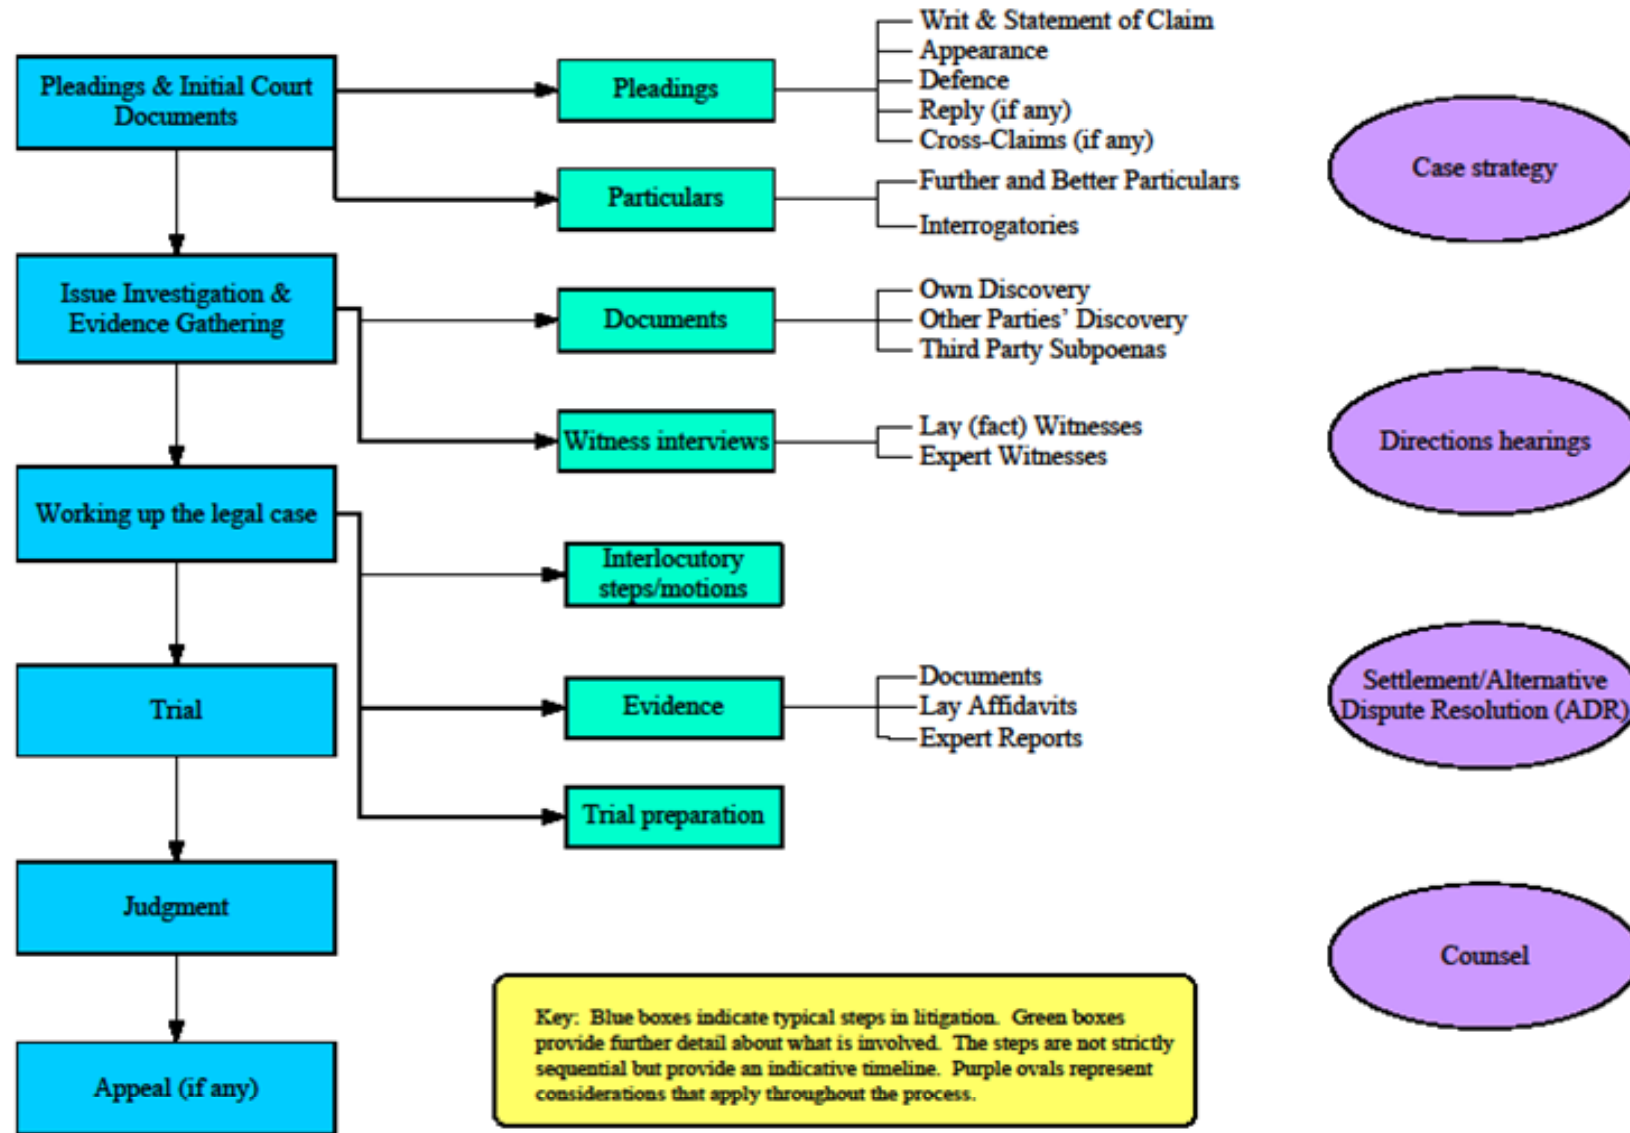 Pleadings & Initial Court
Documents
Pleadings
Writ & Statement of Claim
Appearance
Defence
Reply (if any)
Cross-Claims (if any)
Particulars
Further and Better Particulars
Interrogatories
Case strategy
Issue Investigation &
Evidence Gathering
Documents
Own Discovery
Other Parties’ Discovery
Third Party Subpoenas
Witness interviews
Lay (fact) Witnesses
Expert Witnesses
Directions hearings
Working up the legal case
Interlocutory
steps/motions
Evidence
Documents
Lay Affidavits
Expert Reports
Trial preparation
Settlement/Alternative
Dispute Resolution (ADR)
Trial
Judgment
Counsel
Appeal (if any)
Key: Blue boxes indicate typical steps in litigation. Green boxes
provide further detail about what is involved. The steps are not strictly
sequential but provide an indicative timeline. Purple ovals represent
considerations that apply throughout the process.